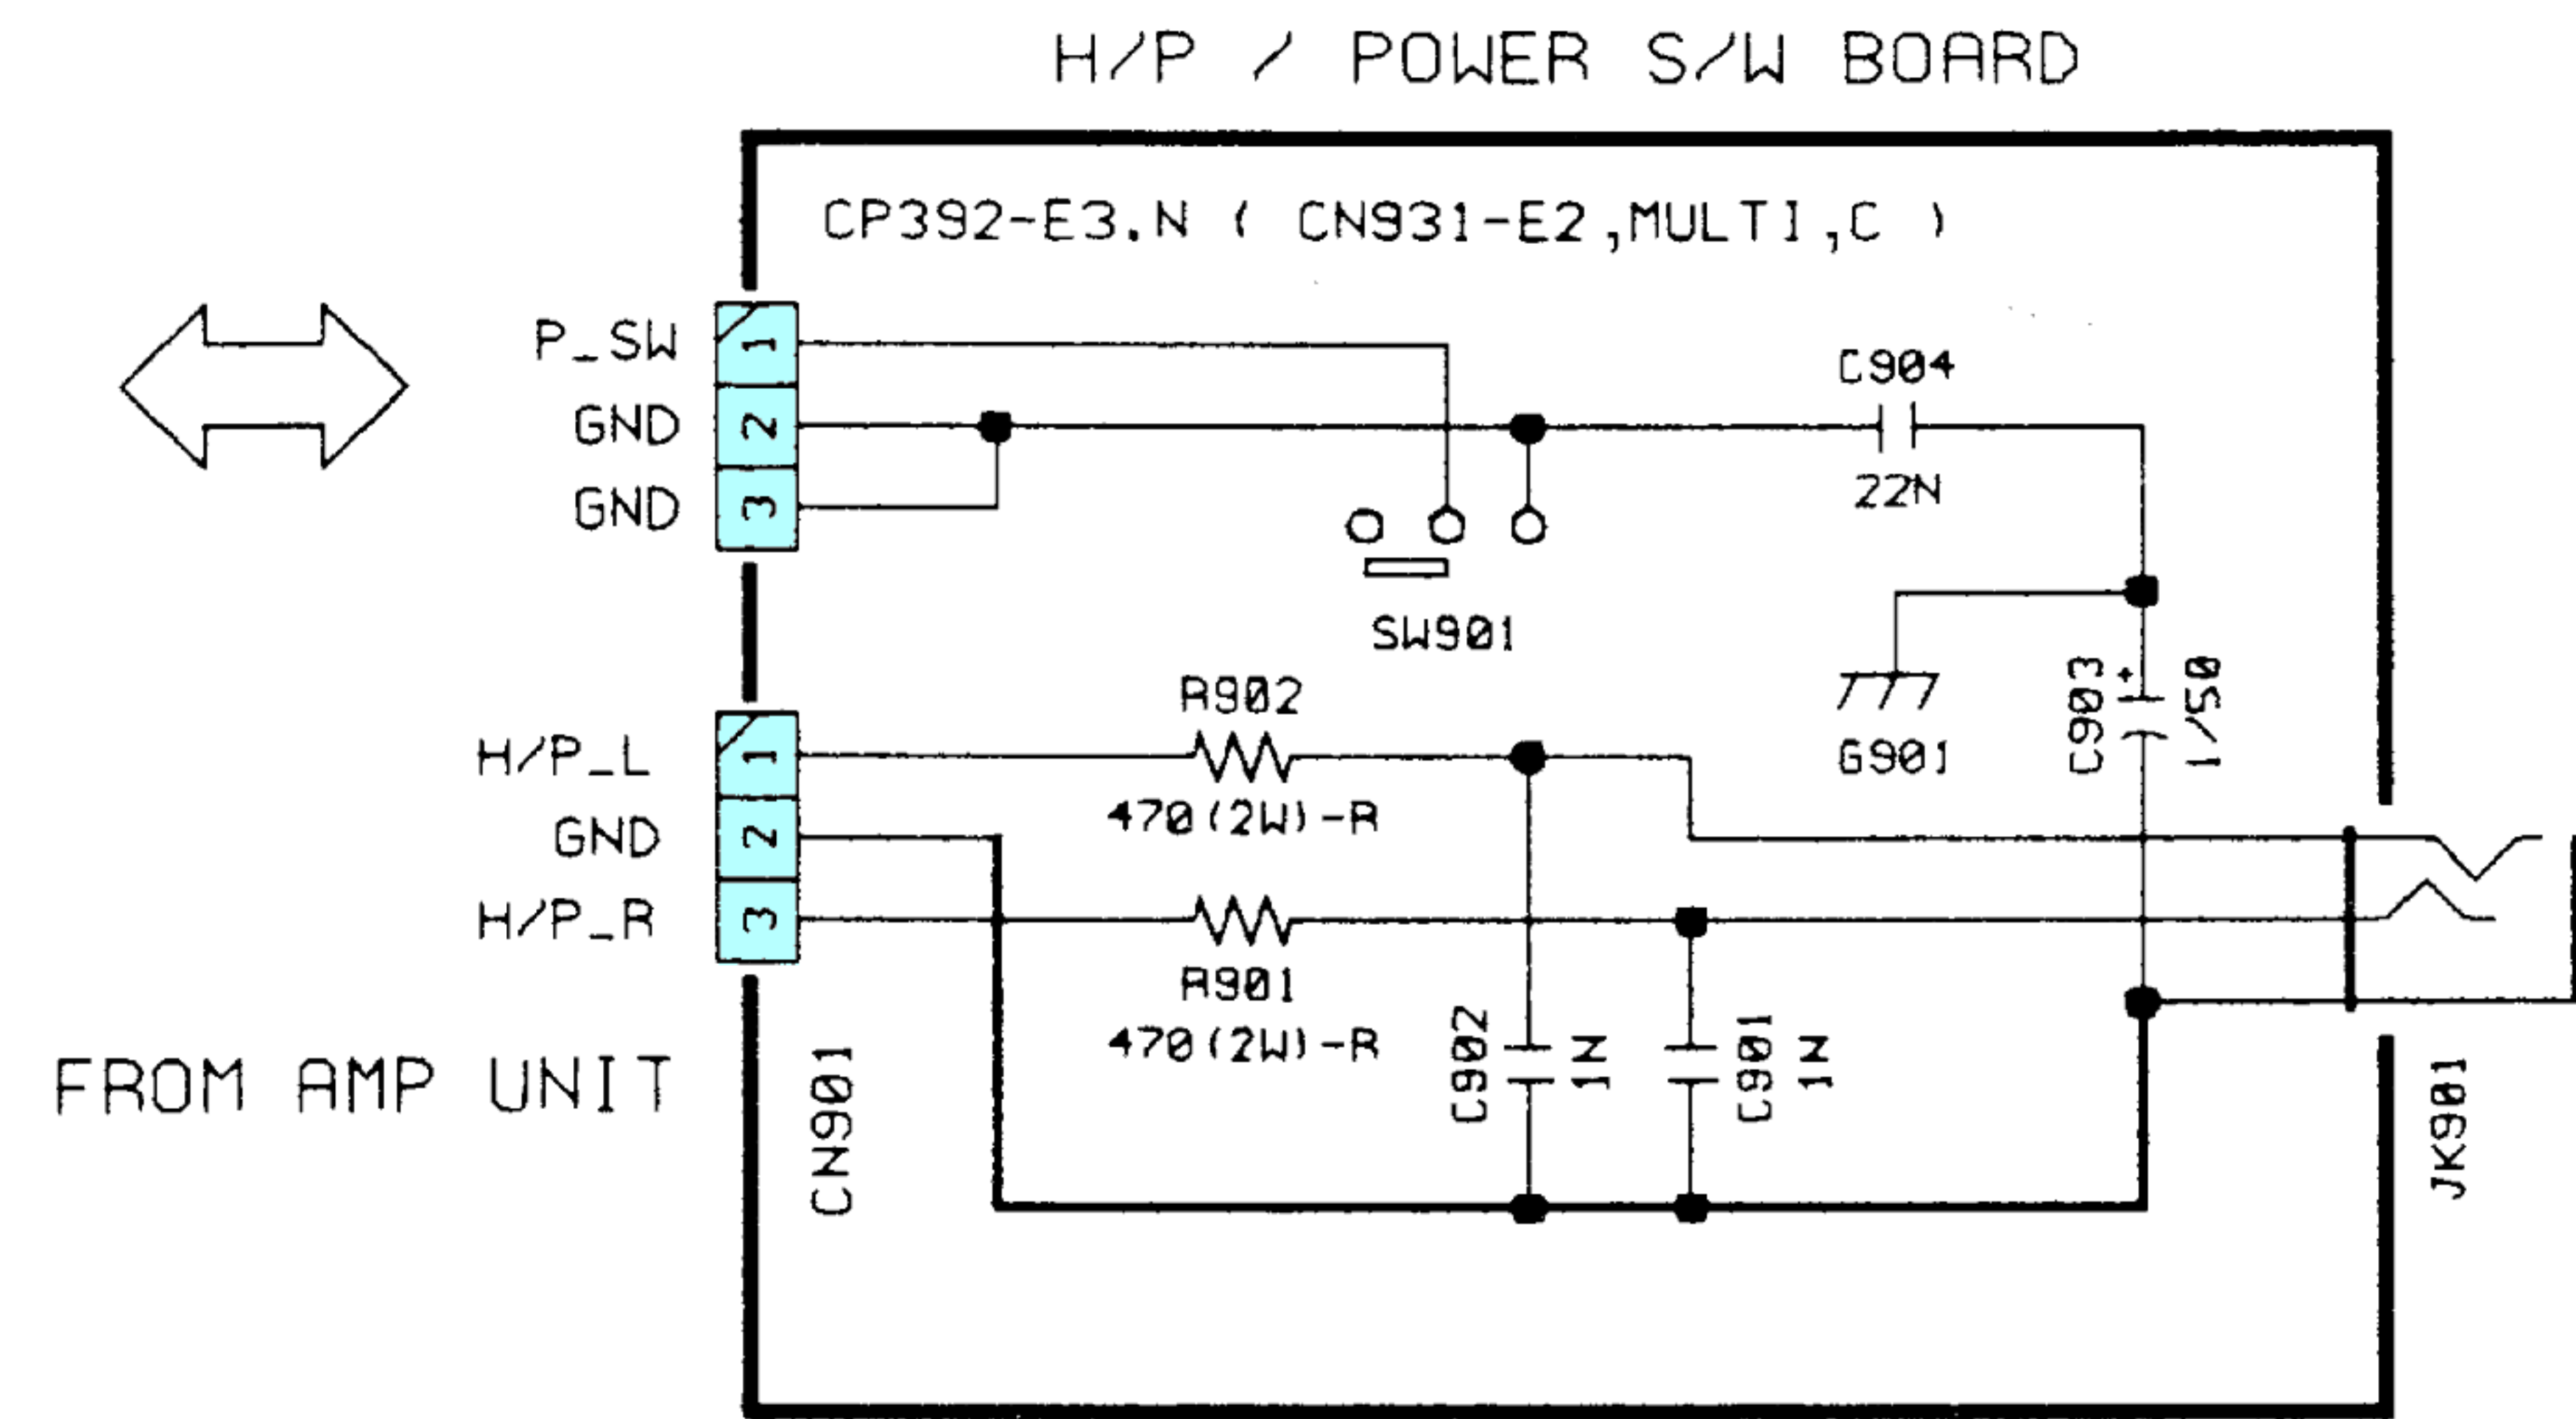 H/P / POWER S/W BOARD
CP392-E3.N ( CN931-E2,MULTI,C )
P_SW
1
GND
2
GND
3
C904
22N
SW901
G901
C903
+
1/50
H/P_L
1
R902
470(2W)-R
GND
2
H/P_R
3
R901
470(2W)-R
C902
1N
C901
1N
FROM AMP UNIT
CN901
JK901